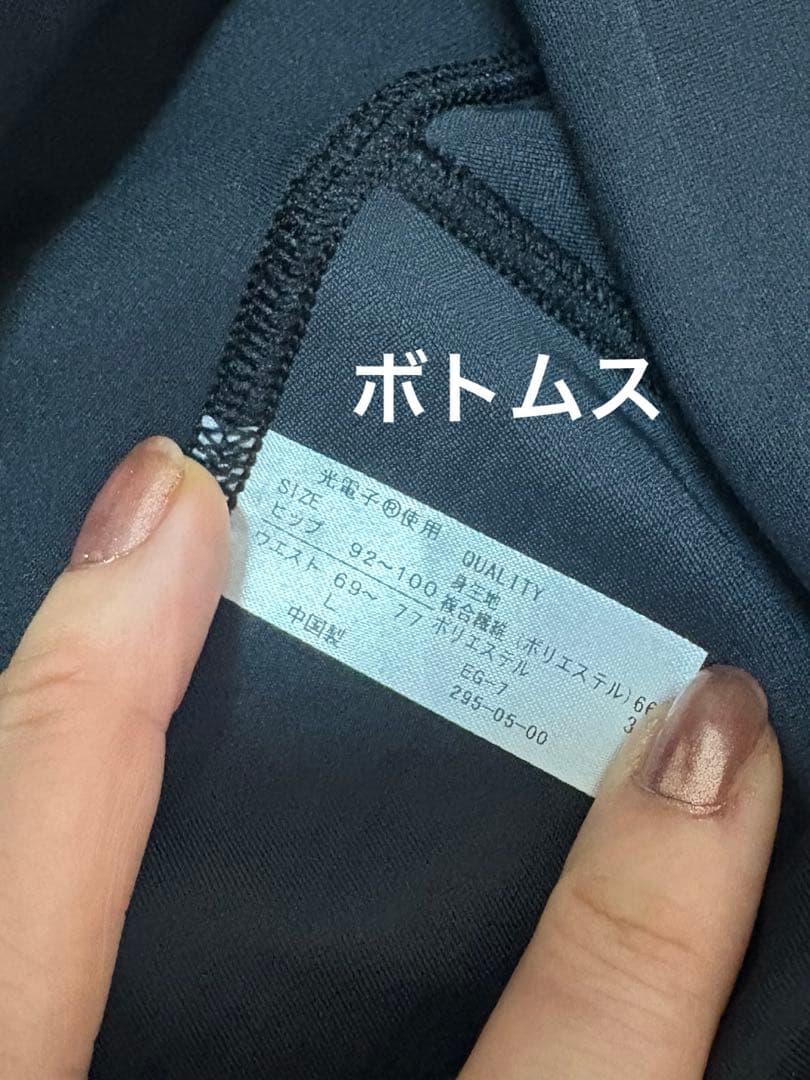 ボトムス
光電子®使用 QUALITY
SIZE 身生地
ヒップ 92~100 複合繊維(ポリエステル)66
ウエスト 69~ 77 ポリエステル 3
L EG-7
中国製 295-05-00